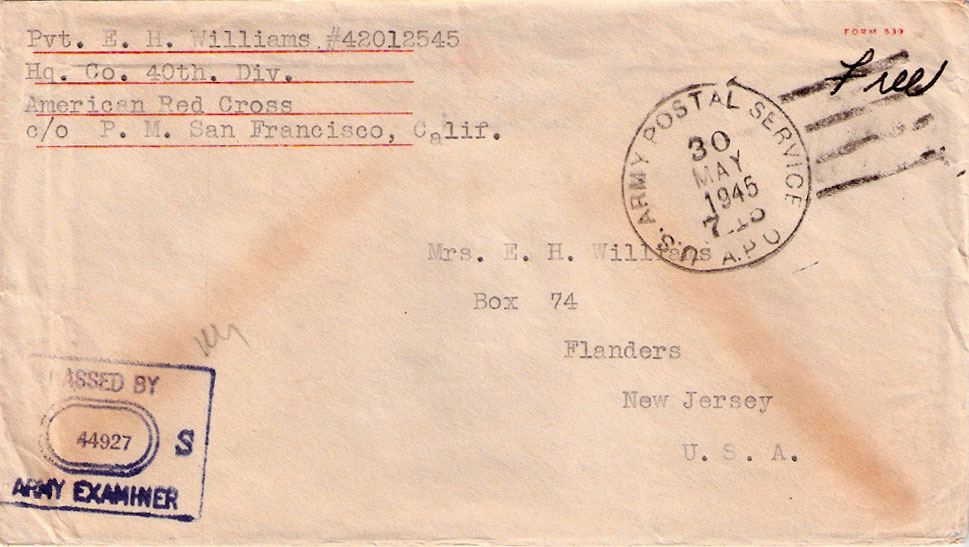 Pvt. E. H. Williams #42012545
Hq. Co. 40th. Div.
American Red Cross
c/o P. M. San Francisco, Calif.
FORM 539
Free
U.S. ARMY POSTAL SERVICE
30
MAY
1945
A.P.O.
Mrs. E. H. Williams
Box 74
Flanders
New Jersey
U. S. A.
PASSED BY
44927 S
ARMY EXAMINER